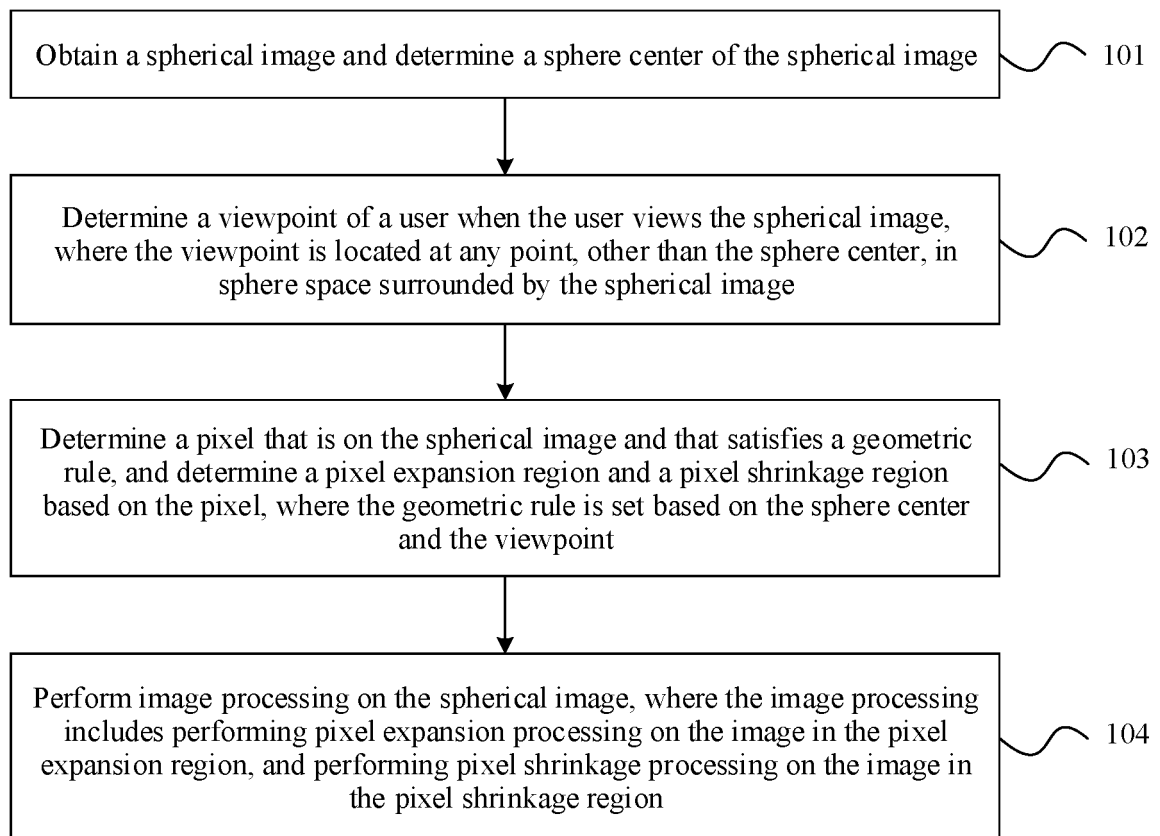 Obtain a spherical image and determine a sphere center of the spherical image
101
Determine a viewpoint of a user when the user views the spherical image,
where the viewpoint is located at any point, other than the sphere center, in
sphere space surrounded by the spherical image
102
Determine a pixel that is on the spherical image and that satisfies a geometric
rule, and determine a pixel expansion region and a pixel shrinkage region
based on the pixel, where the geometric rule is set based on the sphere center
and the viewpoint
103
Perform image processing on the spherical image, where the image processing
includes performing pixel expansion processing on the image in the pixel
expansion region, and performing pixel shrinkage processing on the image in
the pixel shrinkage region
104